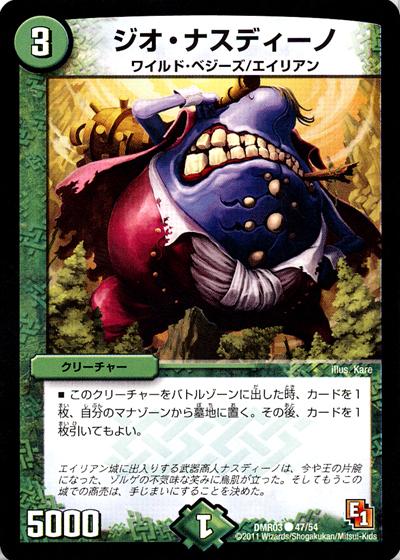 3
ジオ・ナスディーノ
ワイルド・ベジーズ/エイリアン
illus. Kare
クリーチャー
■ このクリーチャーをバトルゾーンに出した時、カードを1
枚、自分のマナゾーンから墓地に置く。その後、カードを1
枚引いてもよい。
エイリアン城に出入りする武器商人ナスディーノは、今や王の片腕
になった、ゾルゲの不気味な笑みに鳥肌が立った。そしてもうこの
城での商売は、手じまいにすることを決めた。
5000
1
DMR03 ● 47/54
©2011 Wizards/Shogakukan/Mitsui-Kids
E1